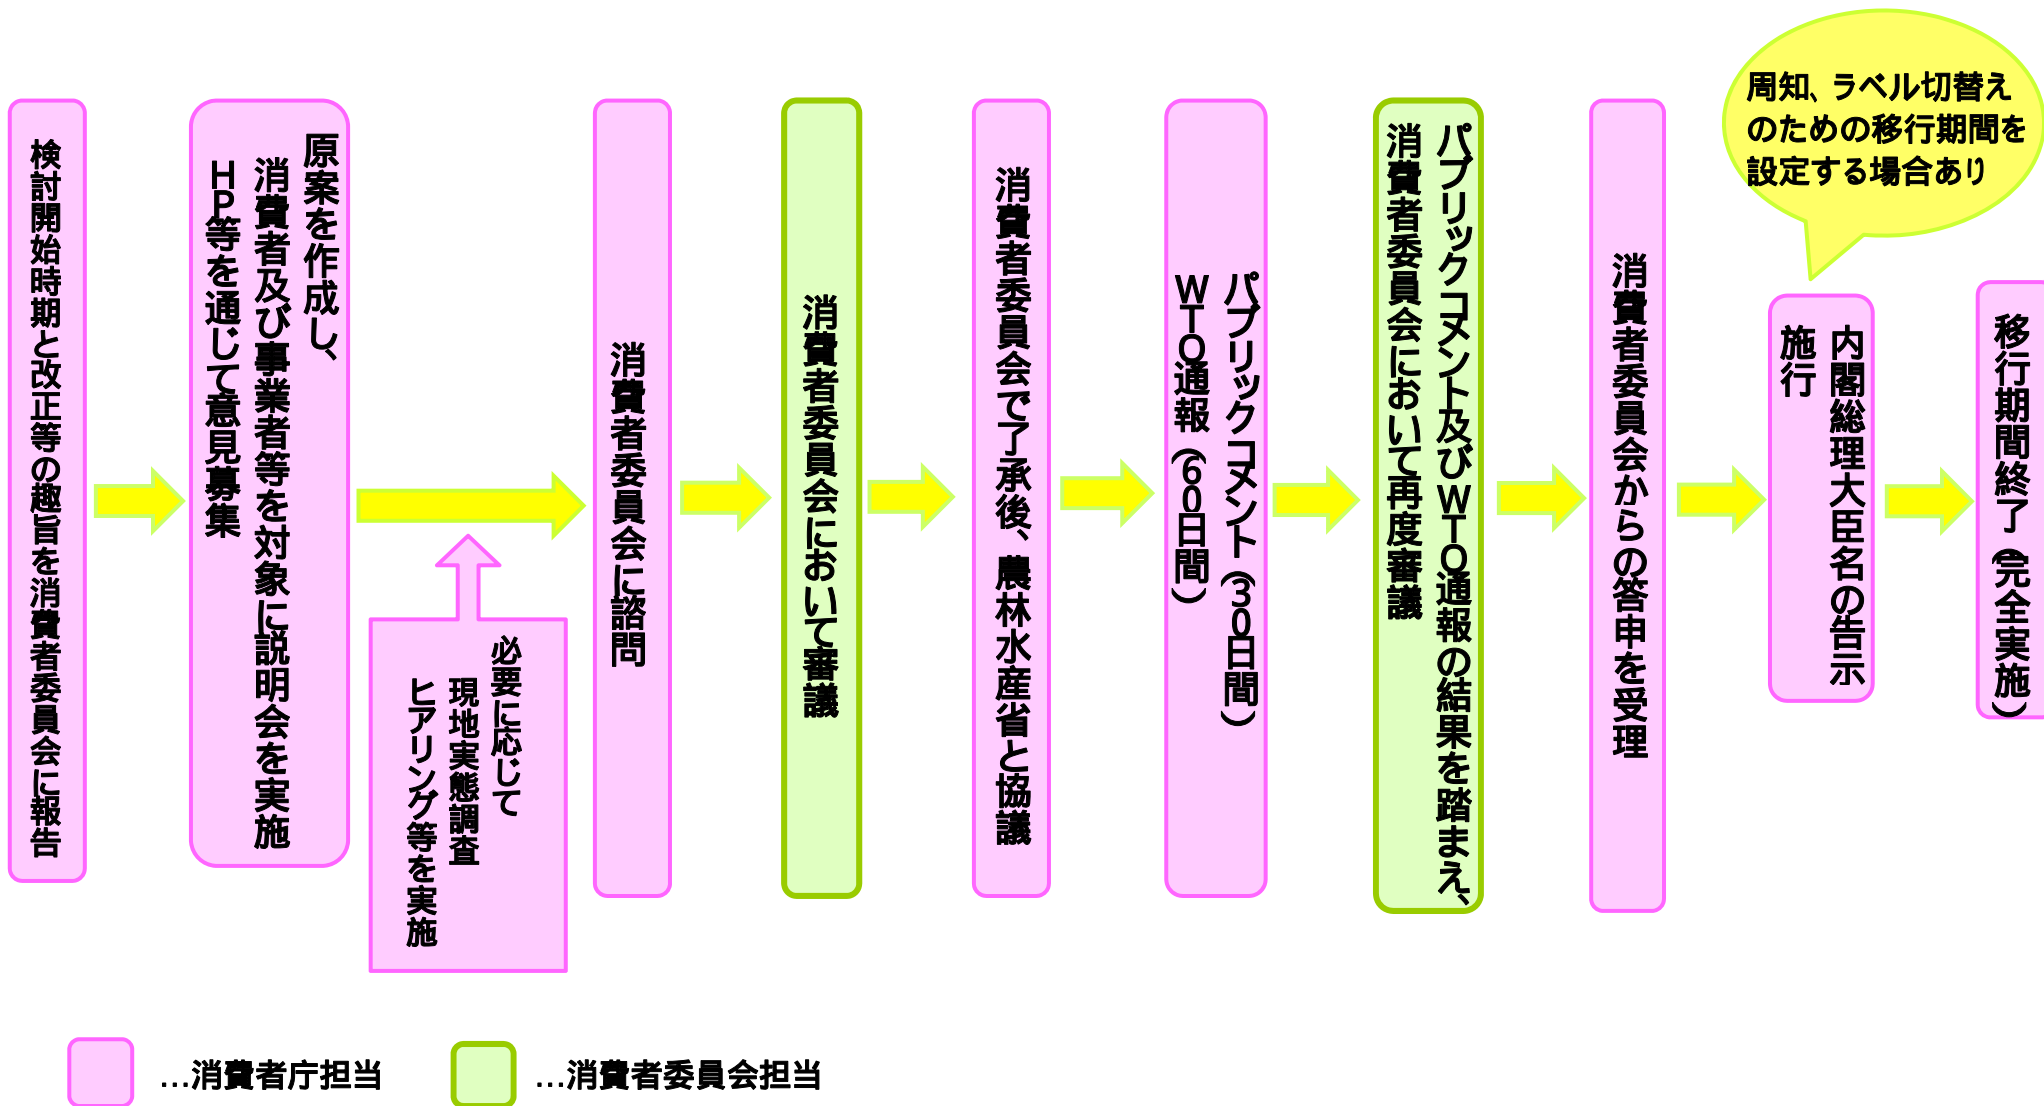 検討開始時期と改正等の趣旨を消費者委員会に報告
原案を作成し、
消費者及び事業者等を対象に説明会を実施
ＨＰ等を通じて意見募集
必要に応じて
現地実態調査
ヒアリング等を実施
消費者委員会に諮問
消費者委員会において審議
消費者委員会で了承後、農林水産省と協議
パブリックコメント（３０日間）
ＷＴＯ通報（６０日間）
パブリックコメント及びＷＴＯ通報の結果を踏まえ、
消費者委員会において再度審議
消費者委員会からの答申を受理
周知、ラベル切替え
のための移行期間を
設定する場合あり
内閣総理大臣名の告示
施行
移行期間終了（完全実施）
…消費者庁担当
…消費者委員会担当